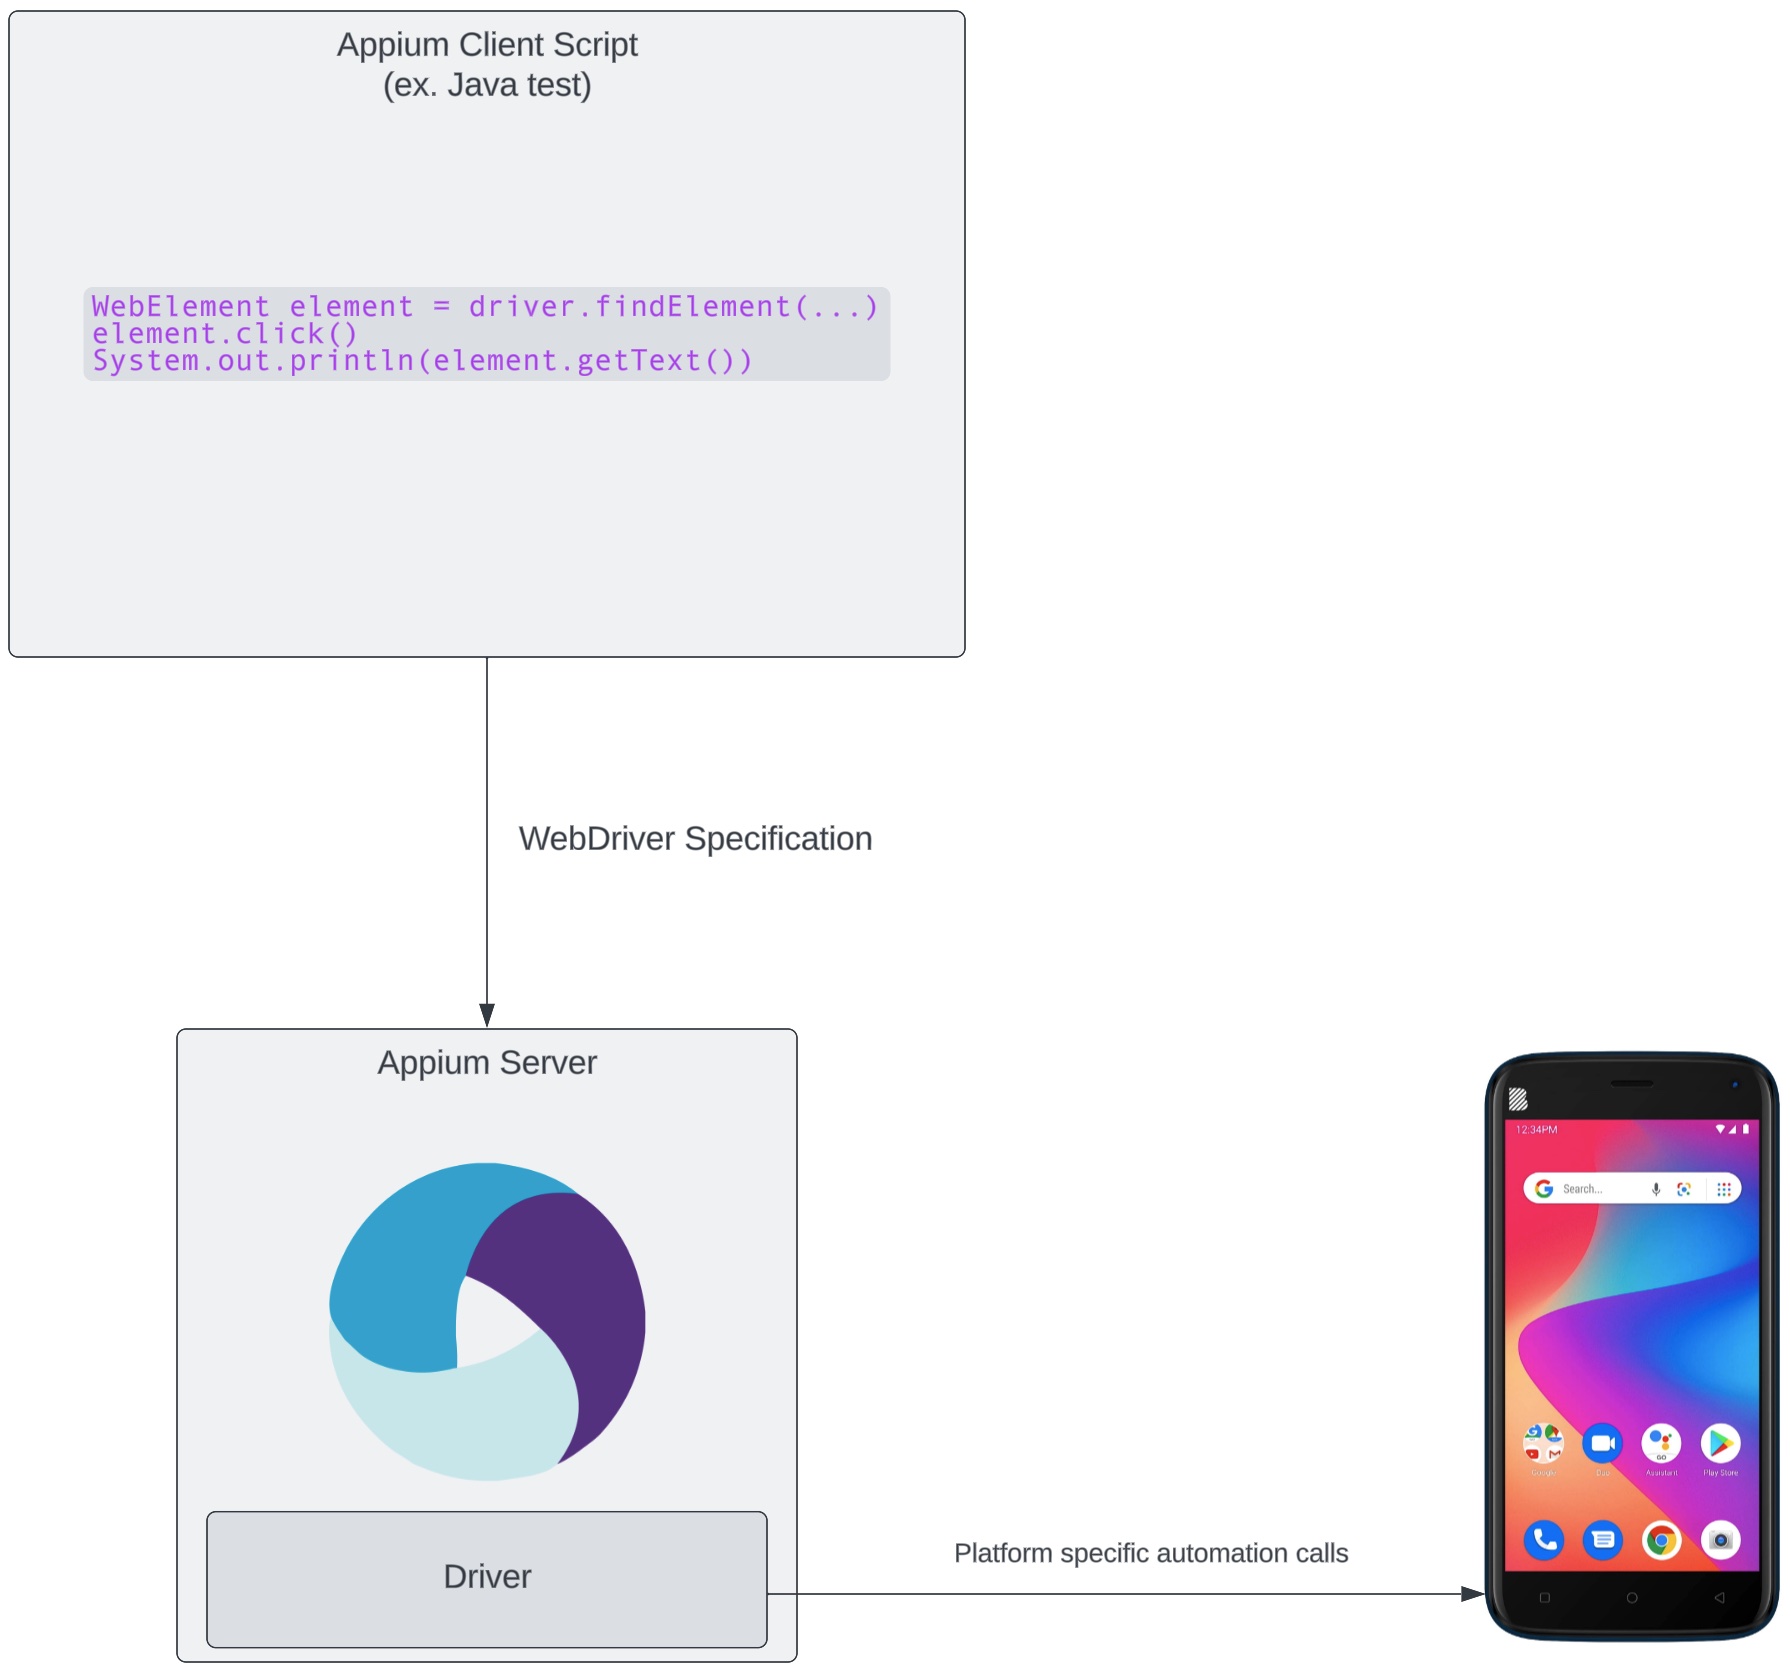 Appium Client Script
(ex. Java test)
WebElement element = driver.findElement(...)
element.click()
System.out.println(element.getText())
WebDriver Specification
Appium Server
Driver
Platform specific automation calls
12:34PM
Search...
GO
Google
Duo
Assistant
Play Store